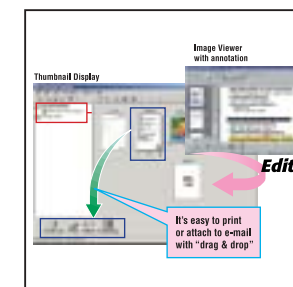 Image Viewer
with annotation
Thumbnail Display
Edit
It's easy to print
or attach to e-mail
with "drag & drop"